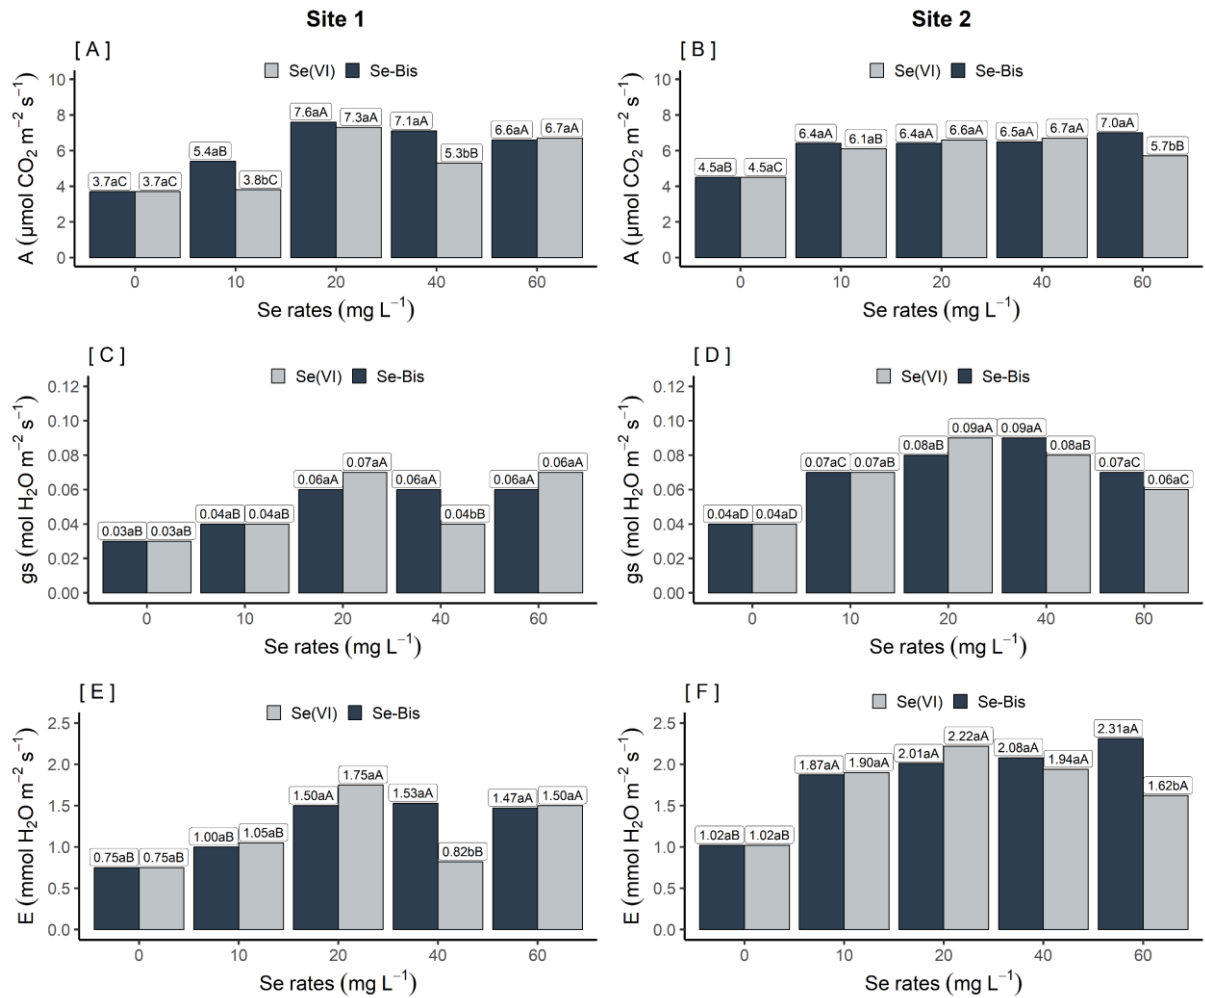 Site 1
Site 2
[ A ]
Se(VI) Se-Bis
A (µmol CO₂ m⁻² s⁻¹)
10
8
6
4
2
0
3.7aC 3.7aC 5.4aB 3.8bC 7.6aA 7.3aA 7.1aA 5.3bB 6.6aA 6.7aA
0 10 20 40 60
Se rates (mg L⁻¹)
[ B ]
Se(VI) Se-Bis
A (µmol CO₂ m⁻² s⁻¹)
10
8
6
4
2
0
4.5aB 4.5aC 6.4aA 6.1aB 6.4aA 6.6aA 6.5aA 6.7aA 7.0aA 5.7bB
0 10 20 40 60
Se rates (mg L⁻¹)
[ C ]
Se(VI) Se-Bis
gs (mol H₂O m⁻² s⁻¹)
0.12
0.10
0.08
0.06
0.04
0.02
0.00
0.03aB 0.03aB 0.04aB 0.04aB 0.06aA 0.07aA 0.06aA 0.04bB 0.06aA 0.06aA
0 10 20 40 60
Se rates (mg L⁻¹)
[ D ]
Se(VI) Se-Bis
gs (mol H₂O m⁻² s⁻¹)
0.12
0.10
0.08
0.06
0.04
0.02
0.00
0.04aD 0.04aD 0.07aC 0.07aB 0.08aB 0.09aA 0.09aA 0.08aB 0.07aC 0.06aC
0 10 20 40 60
Se rates (mg L⁻¹)
[ E ]
Se(VI) Se-Bis
E (mmol H₂O m⁻² s⁻¹)
2.5
2.0
1.5
1.0
0.5
0.0
0.75aB 0.75aB 1.00aB 1.05aB 1.50aA 1.75aA 1.53aA 0.82bB 1.47aA 1.50aA
0 10 20 40 60
Se rates (mg L⁻¹)
[ F ]
Se(VI) Se-Bis
E (mmol H₂O m⁻² s⁻¹)
2.5
2.0
1.5
1.0
0.5
0.0
1.02aB 1.02aB 1.87aA 1.90aA 2.01aA 2.22aA 2.08aA 1.94aA 2.31aA 1.62bA
0 10 20 40 60
Se rates (mg L⁻¹)